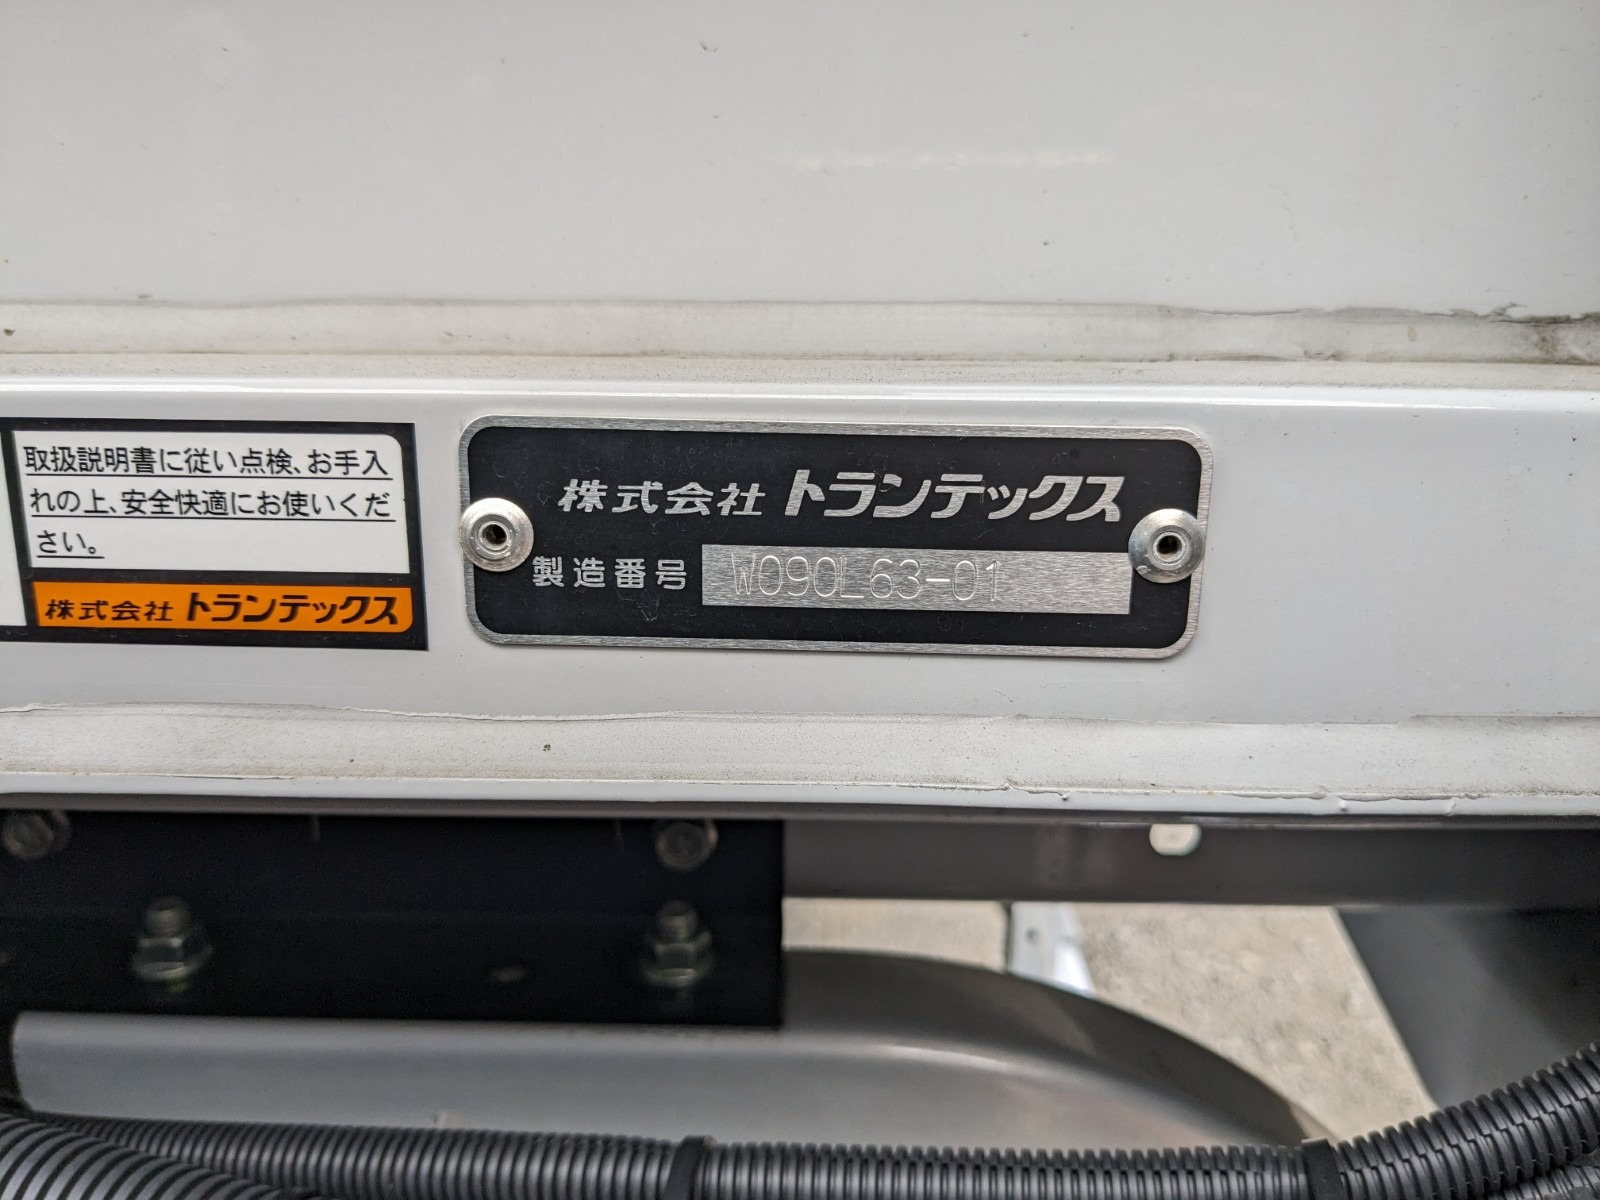 取扱説明書に従い点検、お手入
れの上、安全快適にお使いくだ
さい。
株式会社 トランテックス
株式会社 トランテックス
製造番号 W090L63-01